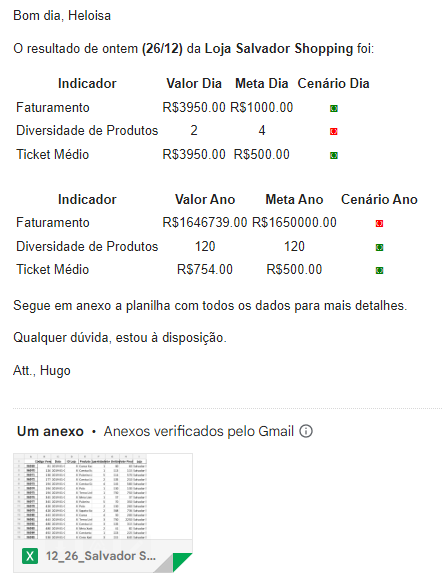 Bom dia, Heloisa
O resultado de ontem (26/12) da Loja Salvador Shopping foi:
Indicador Valor Dia Meta Dia Cenário Dia
Faturamento R$3950.00 R$1000.00
Diversidade de Produtos 2 4
Ticket Médio R$3950.00 R$500.00
Indicador Valor Ano Meta Ano Cenário Ano
Faturamento R$1646739.00 R$1650000.00
Diversidade de Produtos 120 120
Ticket Médio R$754.00 R$500.00
Segue em anexo a planilha com todos os dados para mais detalhes.
Qualquer dúvida, estou à disposição.
Att., Hugo
Um anexo • Anexos verificados pelo Gmail
X 12_26_Salvador S...